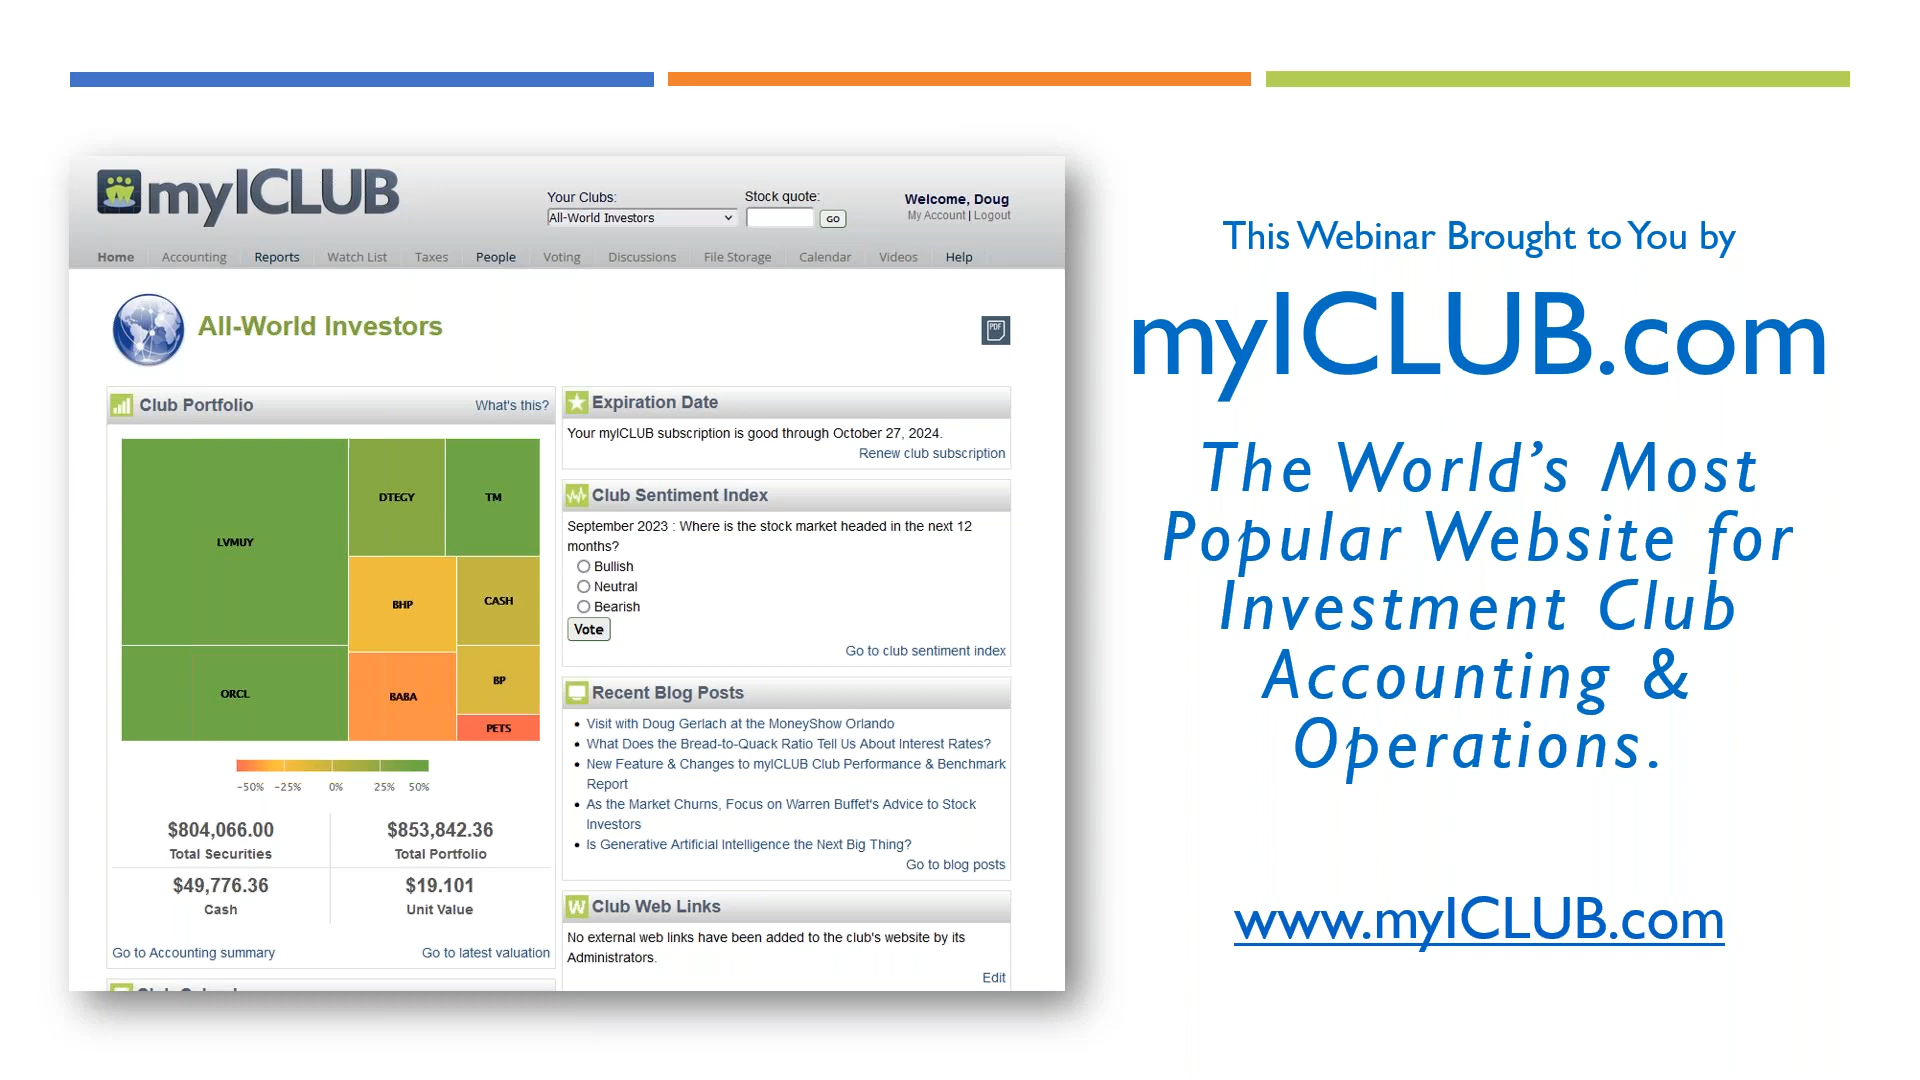 myICLUB
Your Clubs:
All-World Investors
Stock quote:
GO
Welcome, Doug
My Account | Logout
Home Accounting Reports Watch List Taxes People Voting Discussions File Storage Calendar Videos Help
All-World Investors
PDF
Club Portfolio What's this?
LVMUY
DTEGY
TM
BHP
CASH
ORCL
BABA
BP
PETS
-50% -25% 0% 25% 50%
$804,066.00
Total Securities
$853,842.36
Total Portfolio
$49,776.36
Cash
$19.101
Unit Value
Go to Accounting summary Go to latest valuation
Expiration Date
Your myICLUB subscription is good through October 27, 2024.
Renew club subscription
Club Sentiment Index
September 2023 : Where is the stock market headed in the next 12
months?
Bullish
Neutral
Bearish
Vote
Go to club sentiment index
Recent Blog Posts
• Visit with Doug Gerlach at the MoneyShow Orlando
• What Does the Bread-to-Quack Ratio Tell Us About Interest Rates?
• New Feature & Changes to myICLUB Club Performance & Benchmark
Report
• As the Market Churns, Focus on Warren Buffet's Advice to Stock
Investors
• Is Generative Artificial Intelligence the Next Big Thing?
Go to blog posts
W Club Web Links
No external web links have been added to the club's website by its
Administrators.
Edit
This Webinar Brought to You by
myICLUB.com
The World's Most
Popular Website for
Investment Club
Accounting &
Operations.
www.myICLUB.com